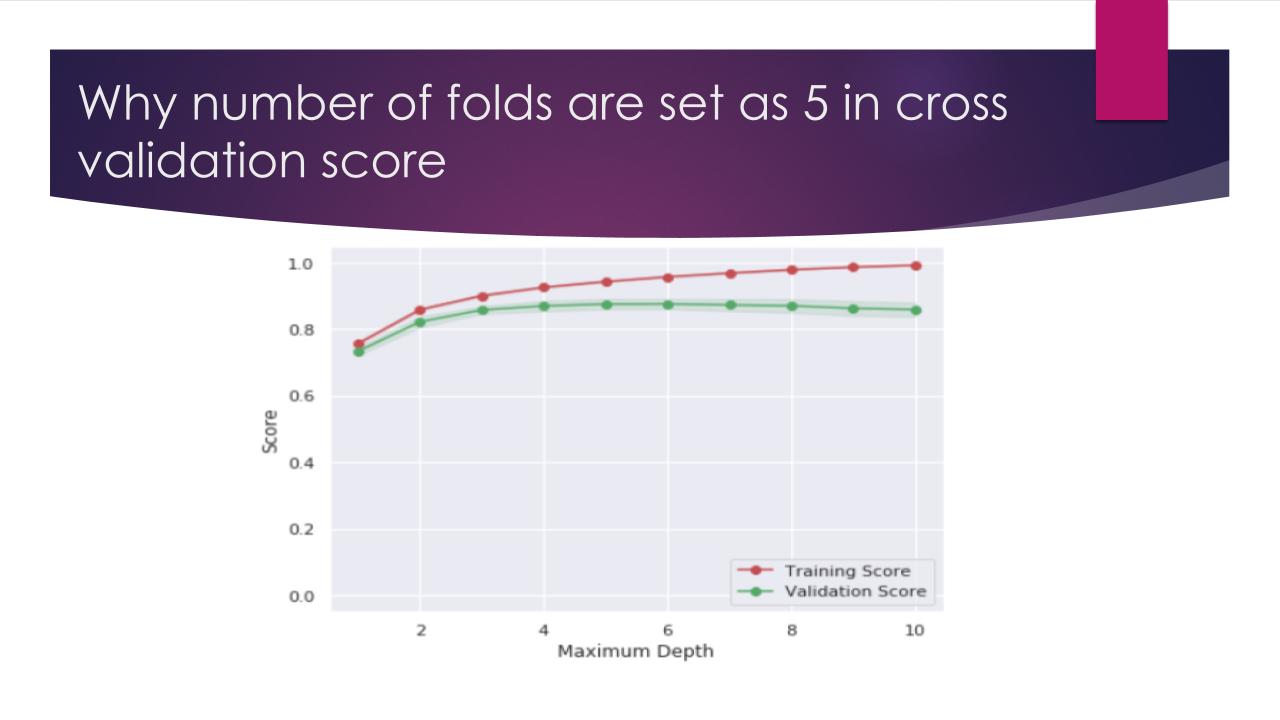 Why number of folds are set as 5 in cross
validation score
1.0
0.8
0.6
0.4
0.2
0.0
Score
Training Score
Validation Score
2 4 6 8 10
Maximum Depth